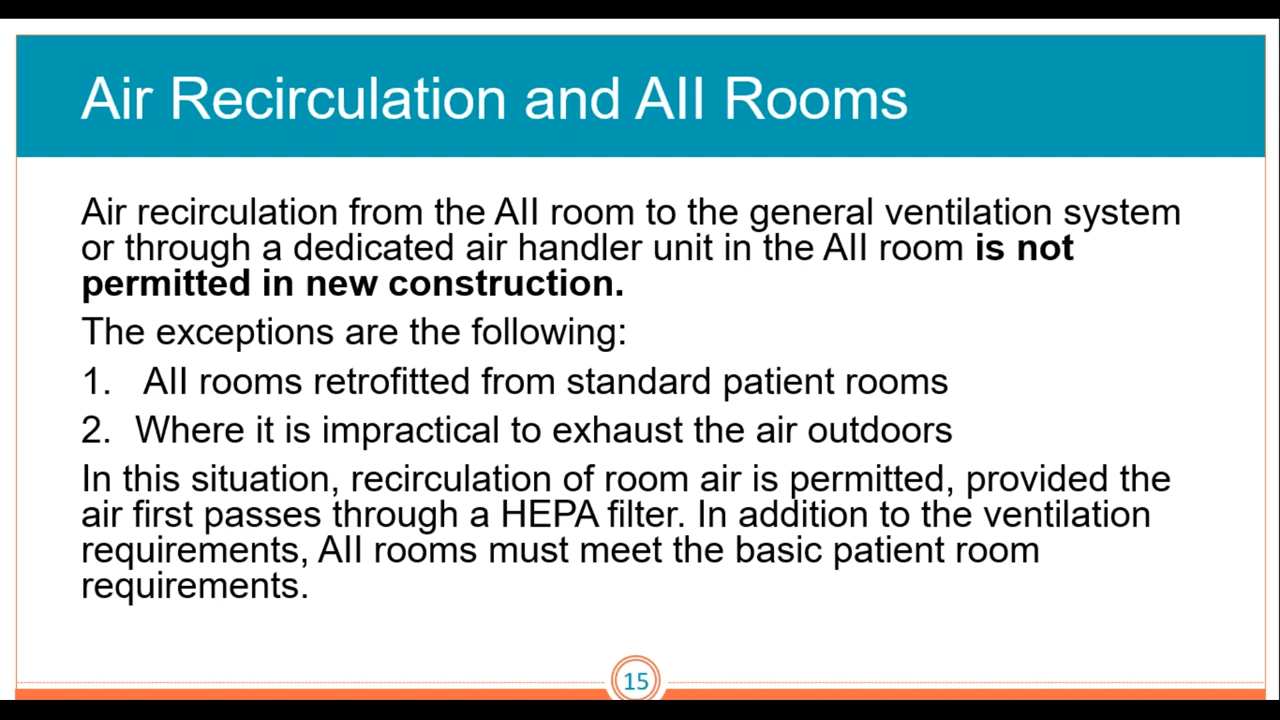 Air Recirculation and AII Rooms
Air recirculation from the AII room to the general ventilation system
or through a dedicated air handler unit in the AII room is not
permitted in new construction.
The exceptions are the following:
1. AII rooms retrofitted from standard patient rooms
2. Where it is impractical to exhaust the air outdoors
In this situation, recirculation of room air is permitted, provided the
air first passes through a HEPA filter. In addition to the ventilation
requirements, AII rooms must meet the basic patient room
requirements.
15